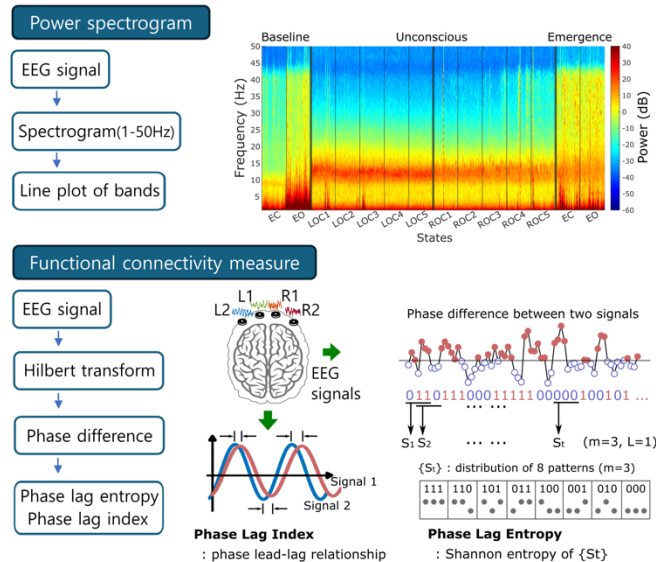 Power spectrogram
EEG signal
Spectrogram(1-50Hz)
Line plot of bands
Baseline Unconscious Emergence
Frequency (Hz)
50
45
40
35
30
25
20
15
10
5
EC EO LOC1 LOC2 LOC3 LOC4 LOC5 ROC1 ROC2 ROC3 ROC4 ROC5 EC EO
States
40
30
20
10
0
-10
-20
-30
-40
-50
-60
Power (dB)
Functional connectivity measure
EEG signal
Hilbert transform
Phase difference
Phase lag entropy
Phase lag index
L1 R1
L2 R2
EEG
signals
Signal 1
Signal 2
Phase Lag Index
: phase lead-lag relationship
Phase difference between two signals
0110111000111100000100101 ...
... ... ... ...
S1 S2 St (m=3, L=1)
{St} : distribution of 8 patterns (m=3)
111 110 101 011 100 001 010 000
Phase Lag Entropy
: Shannon entropy of {St}